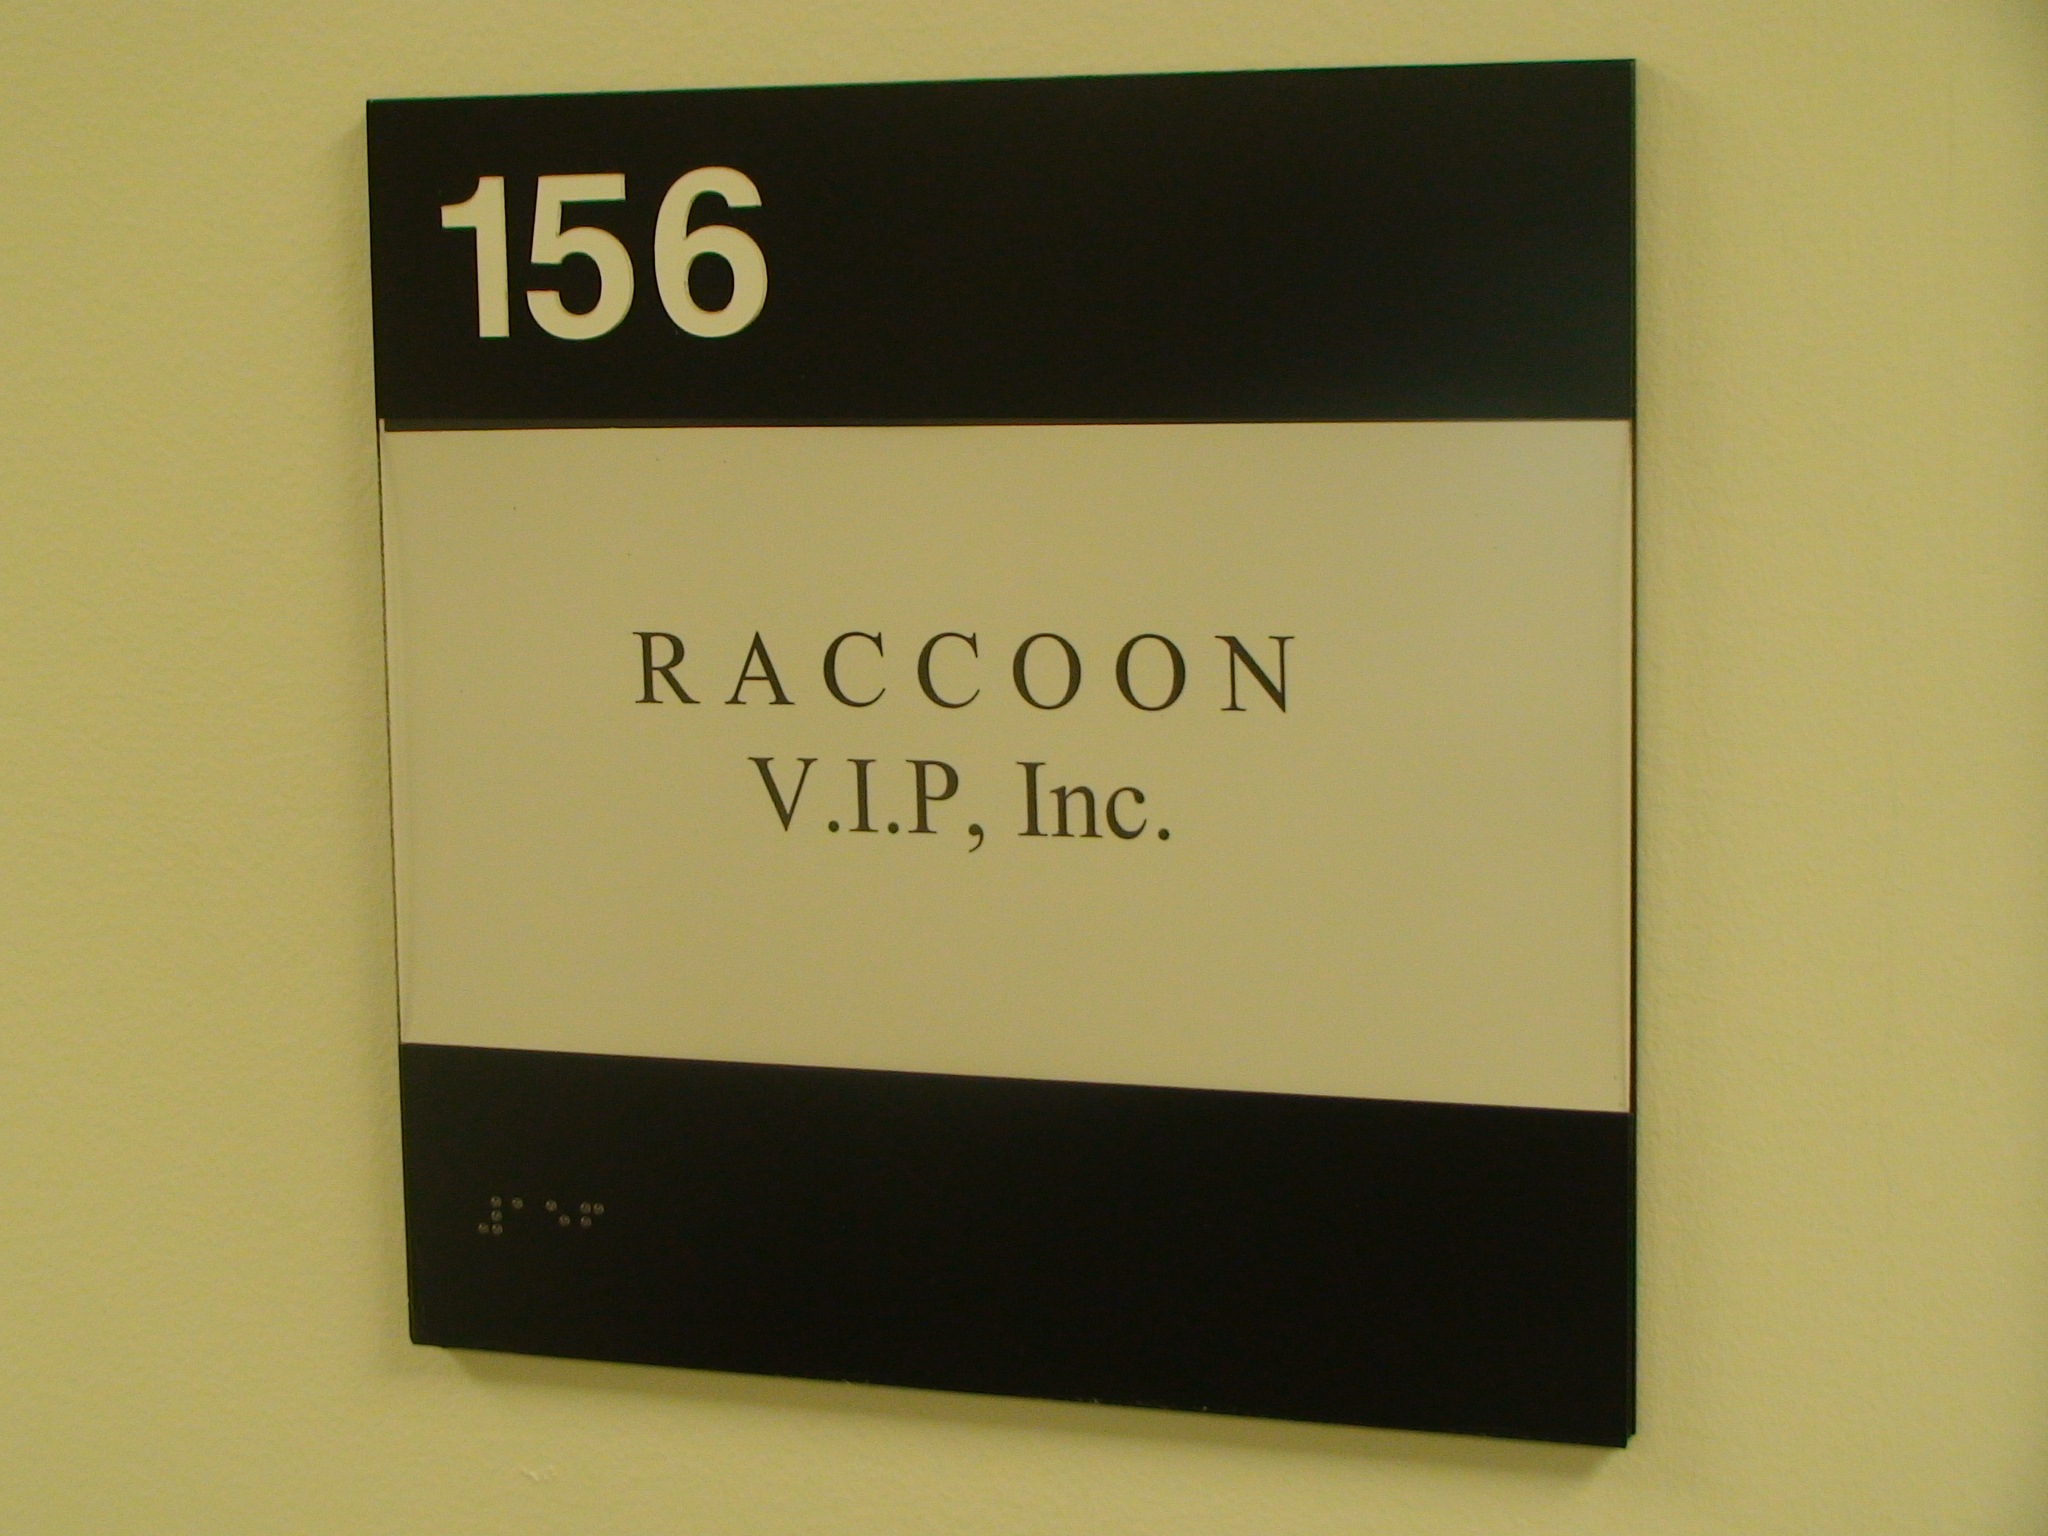 156
RACCOON
V.I.P, Inc.
⠼⠁⠑⠋